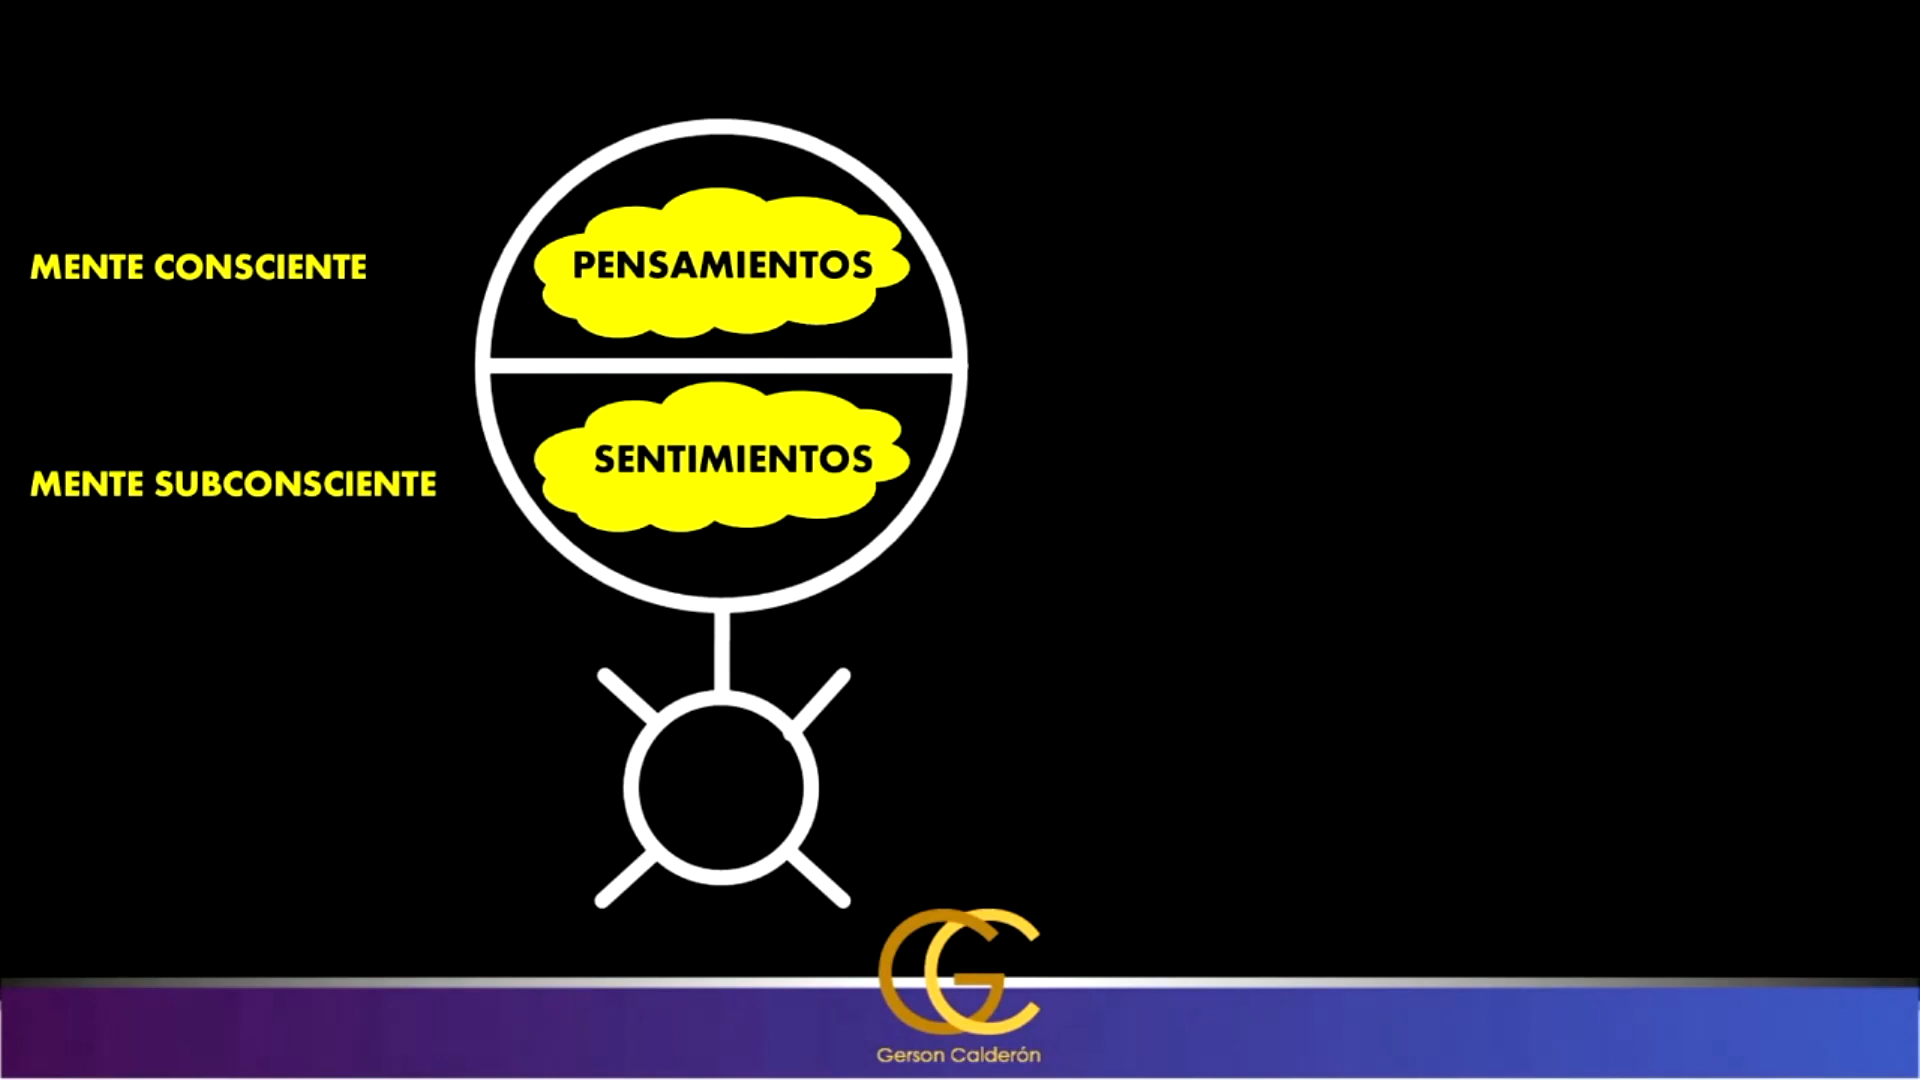 MENTE CONSCIENTE
PENSAMIENTOS
MENTE SUBCONSCIENTE
SENTIMIENTOS
GC
Gerson Calderón